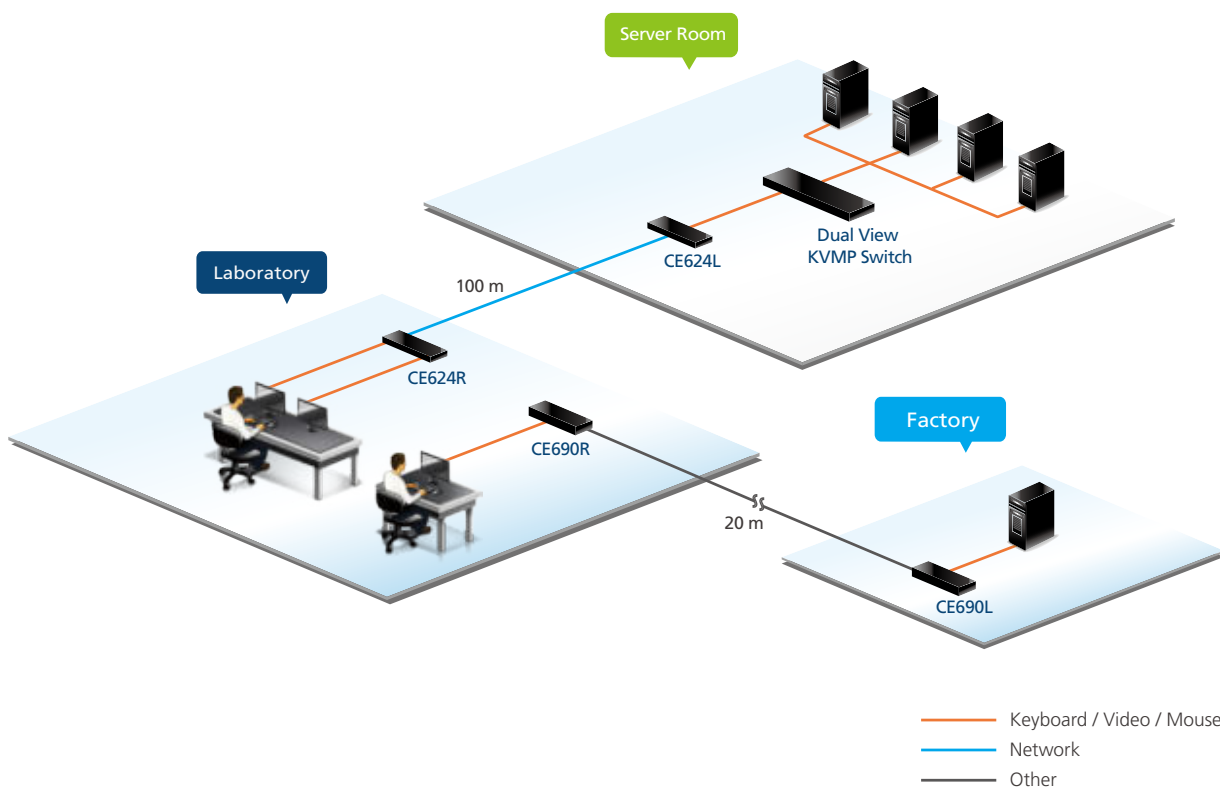 Server Room
Dual View
KVMP Switch
CE624L
Laboratory
100 m
CE624R
Factory
CE690R
20 m
CE690L
Keyboard / Video / Mouse
Network
Other